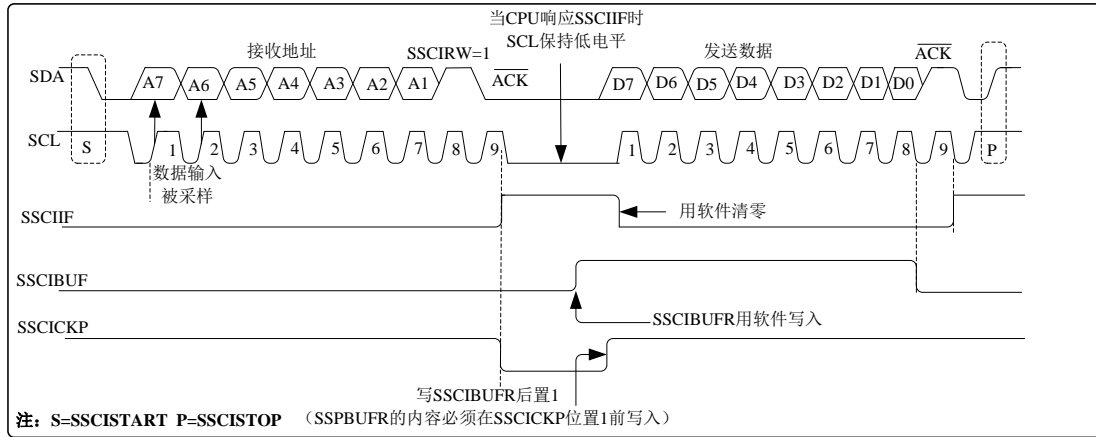 当CPU响应SSCIIF时
SCL保持低电平
接收地址 SSCIRW=1 发送数据
SDA A7 A6 A5 A4 A3 A2 A1 ACK D7 D6 D5 D4 D3 D2 D1 D0 ACK
SCL S 1 2 3 4 5 6 7 8 9 1 2 3 4 5 6 7 8 9 P
数据输入
被采样
SSCIIF 用软件清零
SSCIBUF
SSCIBUFR用软件写入
SSCICKP
写SSCIBUFR后置1
注：S=SSCISTART P=SSCISTOP （SSPBUFR的内容必须在SSCICKP位置1前写入）